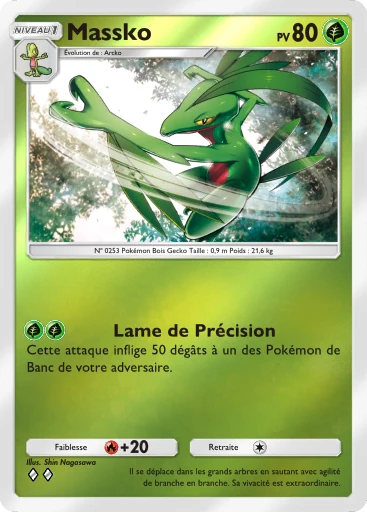 NIVEAU 1
Massko
PV 80
Évolution de : Arcko
N° 0253 Pokémon Bois Gecko Taille : 0,9 m Poids : 21,6 kg
Lame de Précision
Cette attaque inflige 50 dégâts à un des Pokémon de
Banc de votre adversaire.
Faiblesse +20 Retraite
Illus. Shin Nagasawa
Il se déplace dans les grands arbres en sautant avec agilité
de branche en branche. Sa vivacité est extraordinaire.